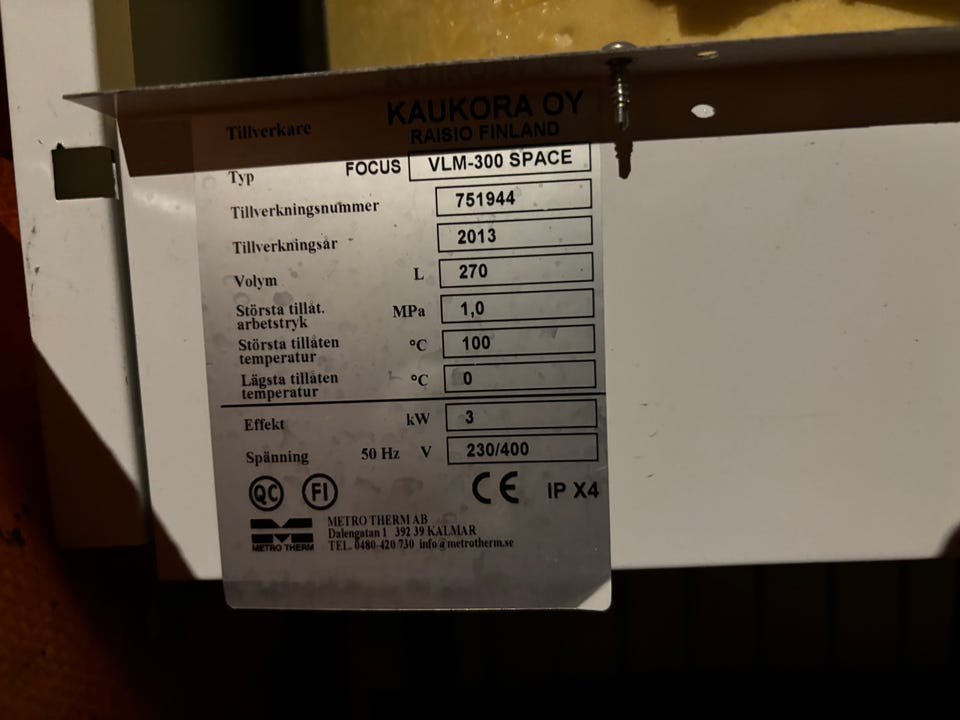 Tillverkare KAUKORA OY
RAISIO FINLAND
Typ FOCUS VLM-300 SPACE
Tillverkningsnummer 751944
Tillverkningsår 2013
Volym L 270
Största tillåt. arbetstryk MPa 1,0
Största tillåten temperatur °C 100
Lägsta tillåten temperatur °C 0
Effekt kW 3
Spänning 50 Hz V 230/400
QC FI CE IP X4
METRO THERM
METRO THERM AB
Dalengatan 1 392 39 KALMAR
TEL. 0480 420 730 info@metrotherm.se